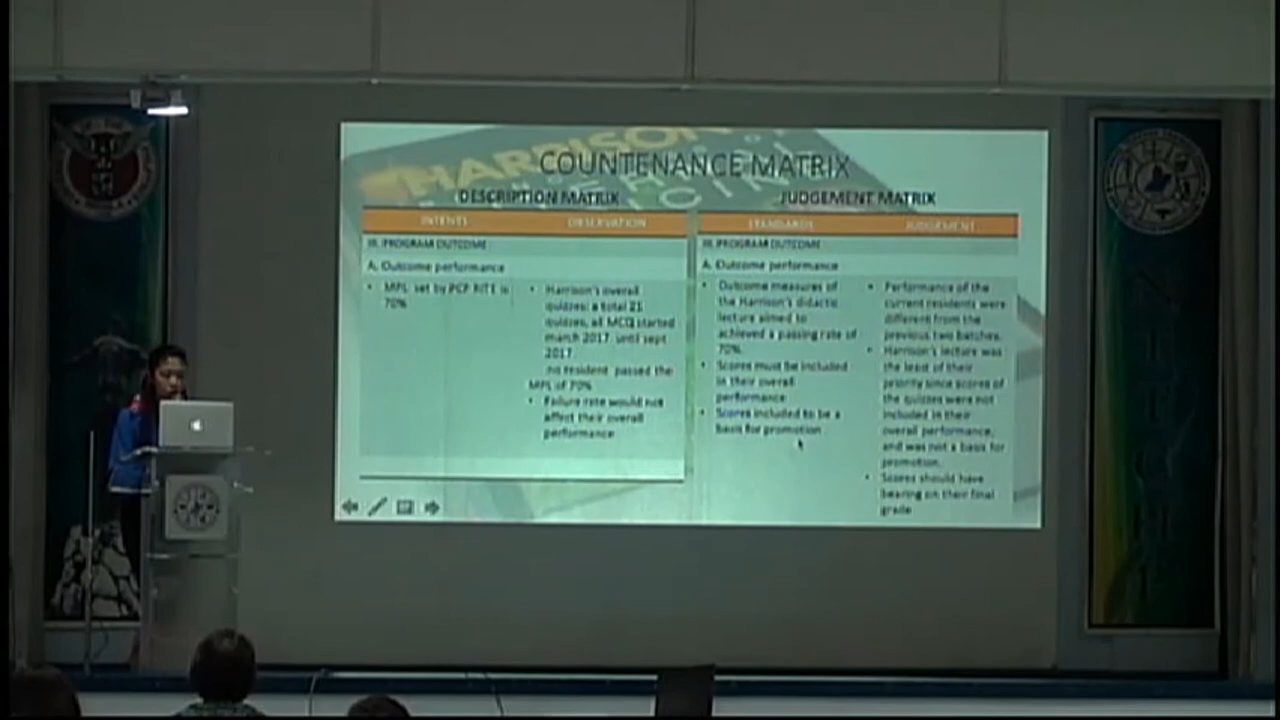 HARRISON
COUNTENANCE MATRIX
DESCRIPTION MATRIX
INTENTS
OBSERVATION
III. PROGRAM OUTCOME
A. Outcome performance
• MPL set by PCP RITE is
70%
• Harrison's overall
quizzes: a total 21
quizzes, all MCQ started
march 2017 until sept
2017.
no resident passed the
MPL of 70%
• Failure rate would not
affect their overall
performance
JUDGEMENT MATRIX
STANDARDS
JUDGEMENT
III. PROGRAM OUTCOME
A. Outcome performance
• Outcome measures of
the Harrison's didactic
lecture aimed to
achieved a passing rate of
70%.
• Scores must be included
in their overall
performance
• Scores included to be a
basis for promotion
• Performance of the
current residents were
different from the
previous two batches.
• Harrison's lecture was
the least of their
priority since scores of
the quizzes were not
included in their
overall performance,
and was not a basis for
promotion.
• Scores should have
bearing on their final
grade